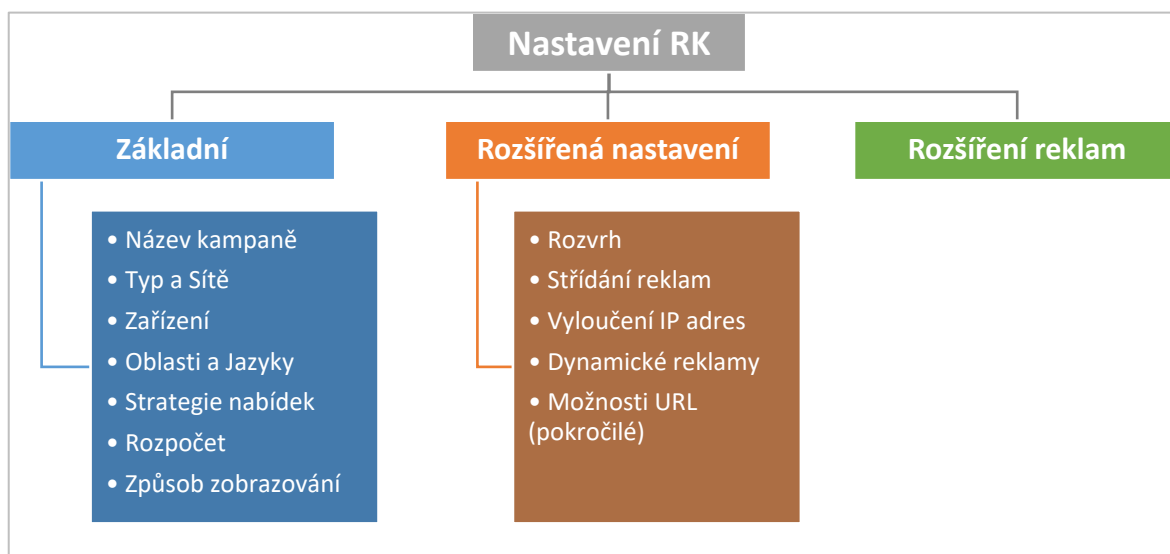 Nastavení RK
Základní
• Název kampaně
• Typ a Sítě
• Zařízení
• Oblasti a Jazyky
• Strategie nabídek
• Rozpočet
• Způsob zobrazování
Rozšířená nastavení
• Rozvrh
• Střídání reklam
• Vyloučení IP adres
• Dynamické reklamy
• Možnosti URL
(pokročilé)
Rozšíření reklam